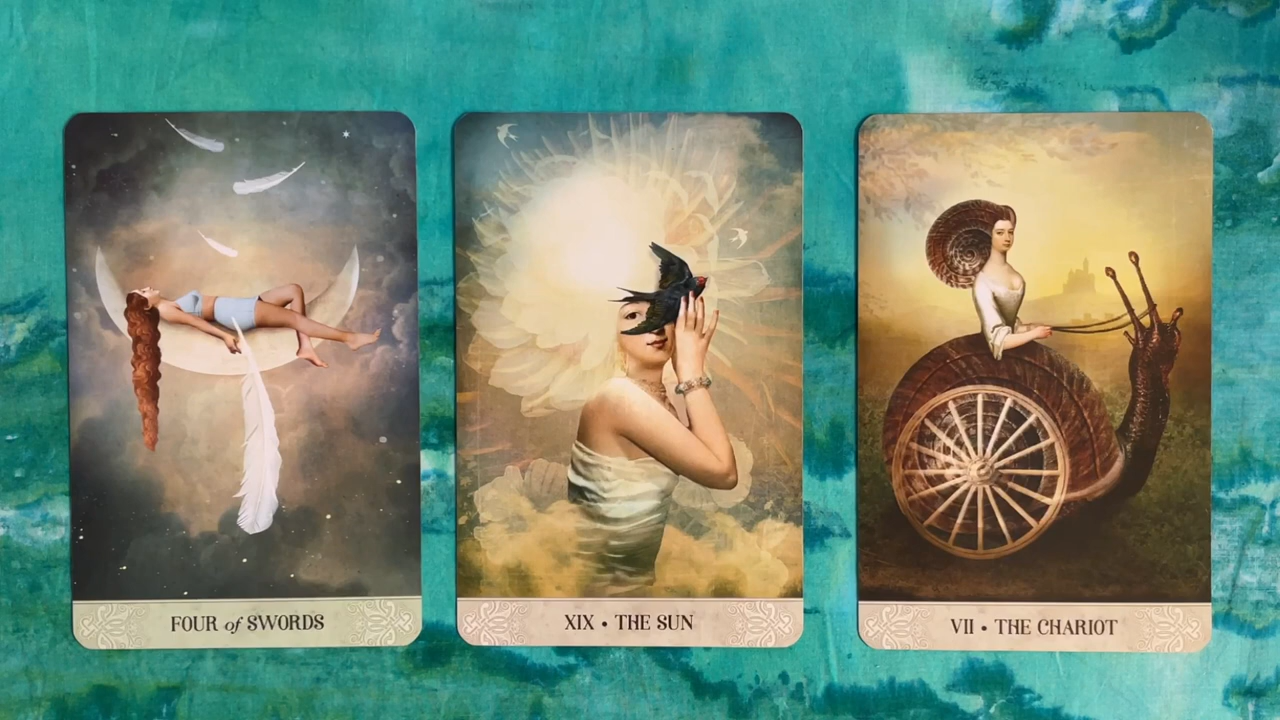 FOUR of SWORDS
XIX • THE SUN
VII • THE CHARIOT